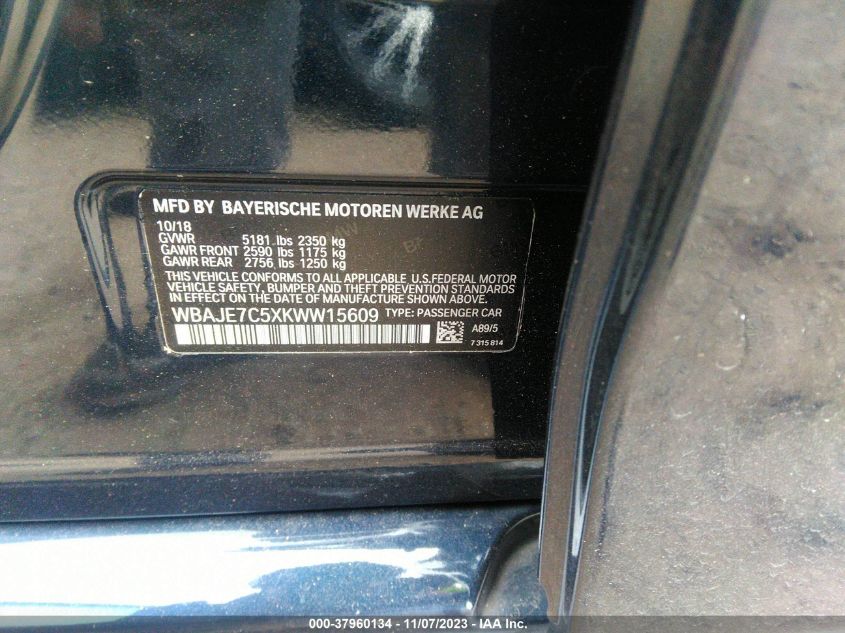 MFD BY BAYERISCHE MOTOREN WERKE AG
10/18
GVWR 5181 lbs 2350 kg
GAWR FRONT 2590 lbs 1175 kg
GAWR REAR 2756 lbs 1250 kg
THIS VEHICLE CONFORMS TO ALL APPLICABLE U.S.FEDERAL MOTOR
VEHICLE SAFETY, BUMPER AND THEFT PREVENTION STANDARDS
IN EFFECT ON THE DATE OF MANUFACTURE SHOWN ABOVE.
WBAJE7C5XKWW15609 TYPE: PASSENGER CAR
A89/5
7 315 814
000-37960134 - 11/07/2023 - IAA Inc.